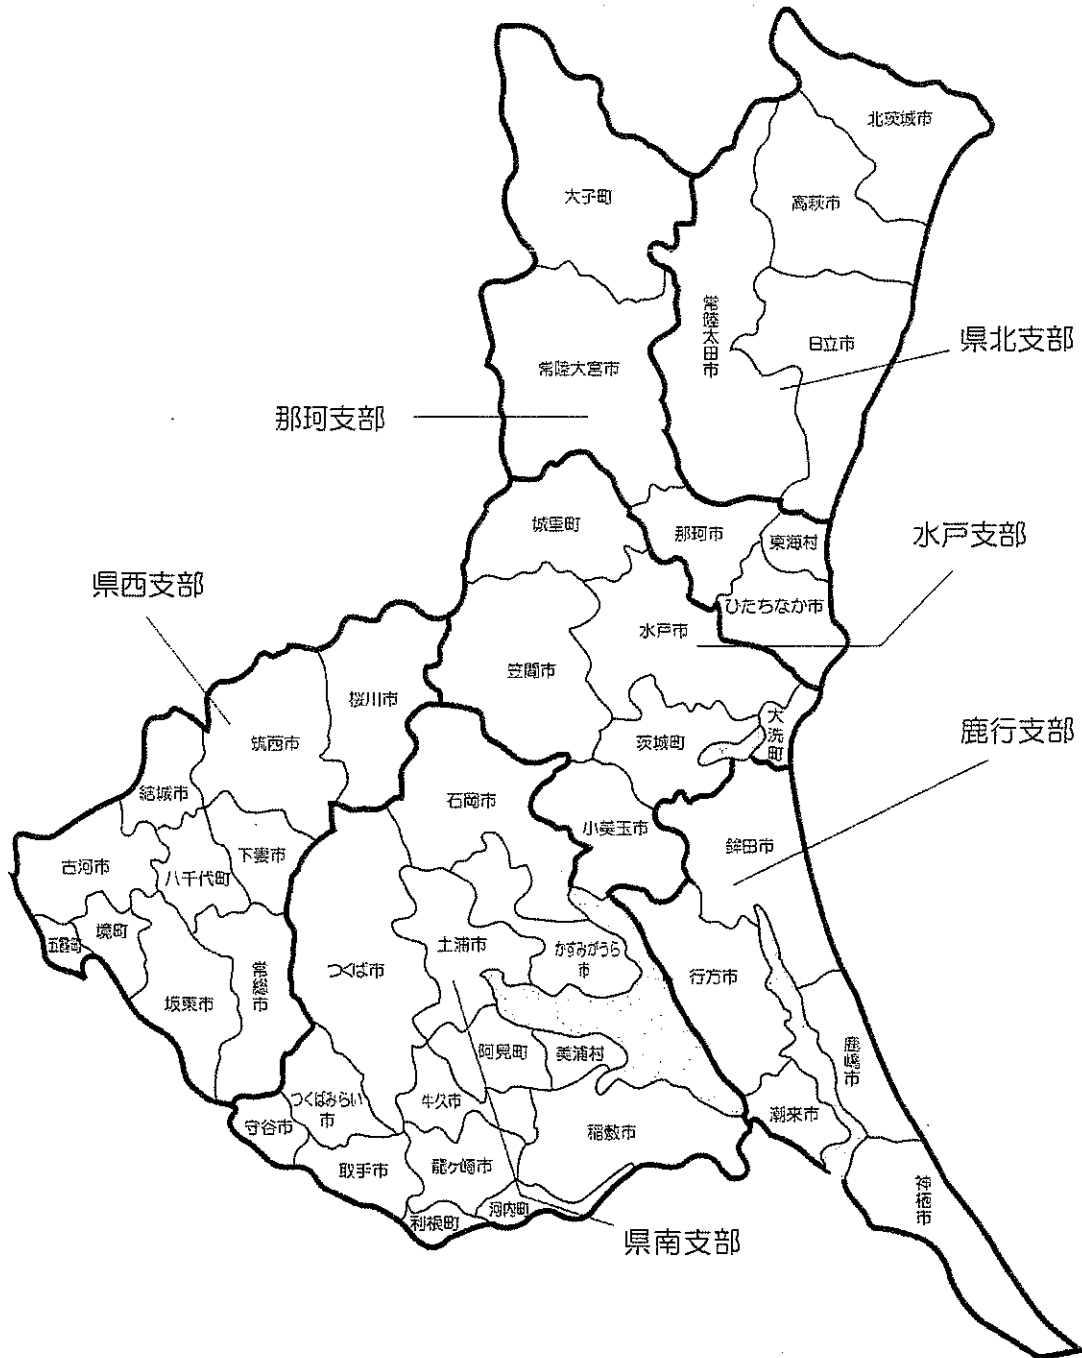 北茨城市
大子町
高萩市
常陸太田市
日立市
県北支部
常陸大宮市
那珂支部
城里町
那珂市
東海村
水戸支部
県西支部
ひたちなか市
水戸市
笠間市
桜川市
大洗町
鹿行支部
筑西市
茨城町
結城市
石岡市
小美玉市
鉾田市
下妻市
古河市
八千代町
五霞町
境町
土浦市
かすみがうら
市
つくば市
行方市
常総市
坂東市
阿見町
美浦村
鹿嶋市
つくばみらい
市
牛久市
潮来市
守谷市
稲敷市
取手市
龍ヶ崎市
神栖市
利根町
河内町
県南支部